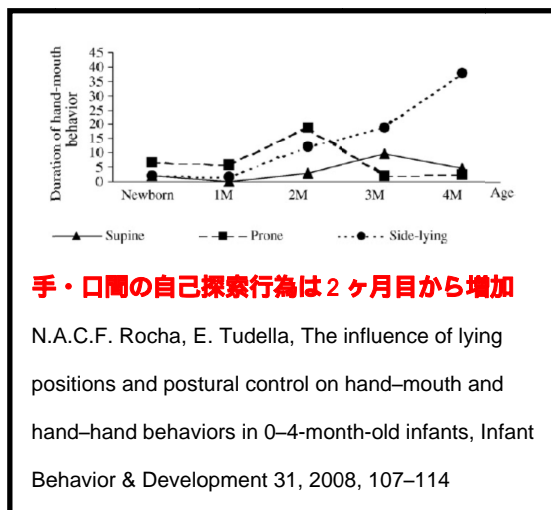 Duration of hand-mouth
behavior
45
40
35
30
25
20
15
10
5
0
Newborn 1M 2M 3M 4M Age
Supine Prone Side-lying
手・口間の自己探索行為は2ヶ月目から増加
N.A.C.F. Rocha, E. Tudella, The influence of lying
positions and postural control on hand–mouth and
hand–hand behaviors in 0–4-month-old infants, Infant
Behavior & Development 31, 2008, 107–114